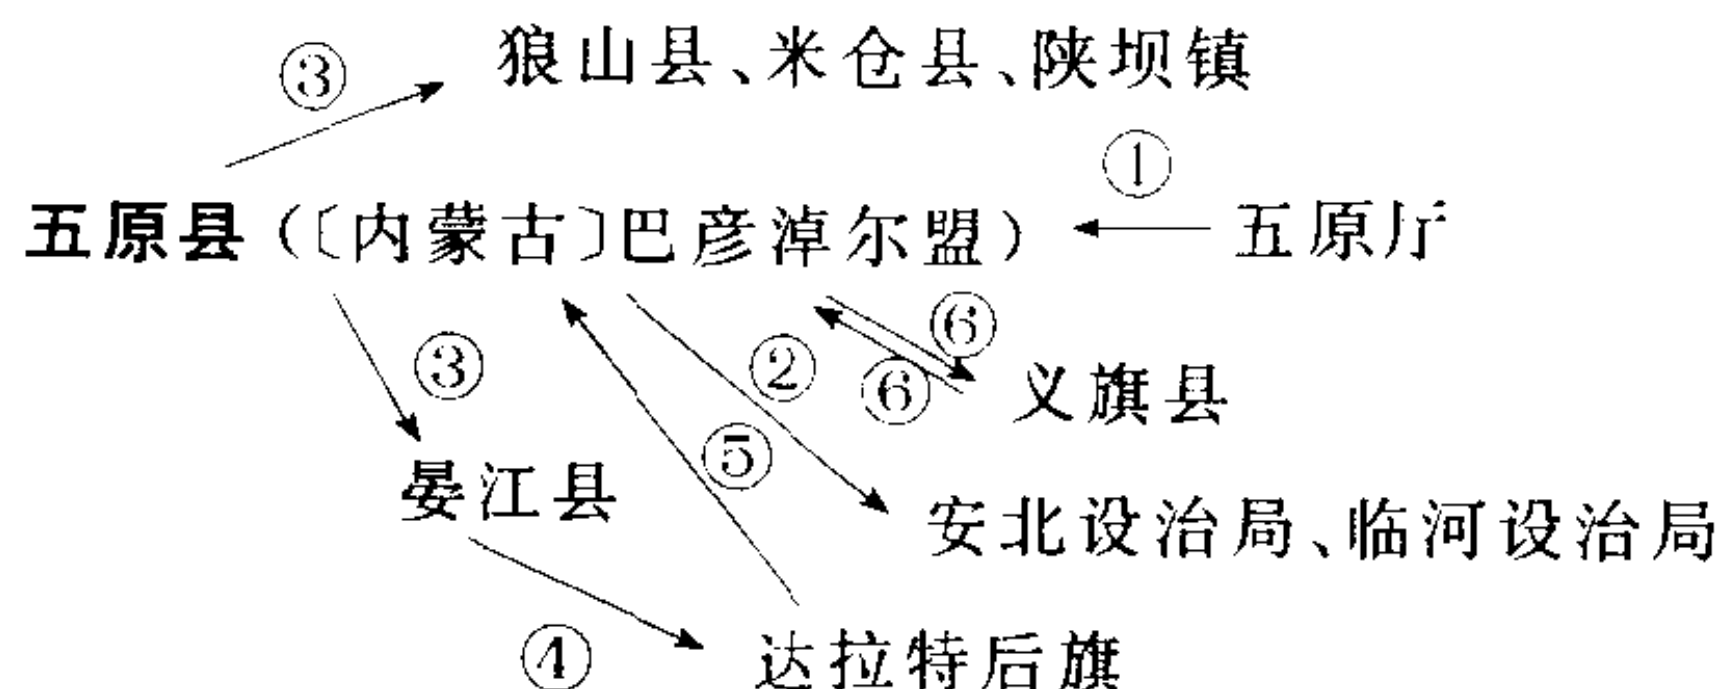 ③ 狼山县、米仓县、陕坝镇
①
五原县（〔内蒙古〕巴彦淖尔盟） 五原厅
⑥
③ ② ⑥ 义旗县
⑤
晏江县 安北设治局、临河设治局
④ 达拉特后旗